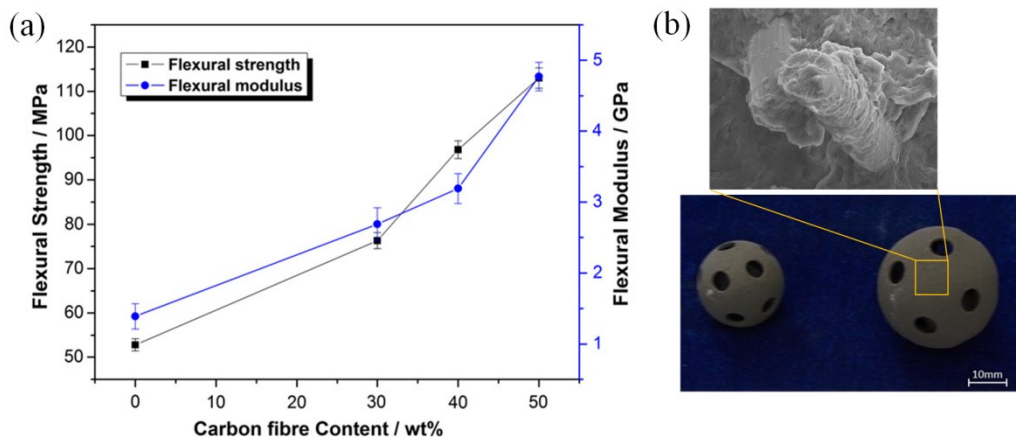 (a)
Flexural strength
Flexural modulus
Flexural Strength / MPa
120
110
100
90
80
70
60
50
Flexural Modulus / GPa
5
4
3
2
1
0
10
20
30
40
50
Carbon fibre Content / wt%
(b)
10mm